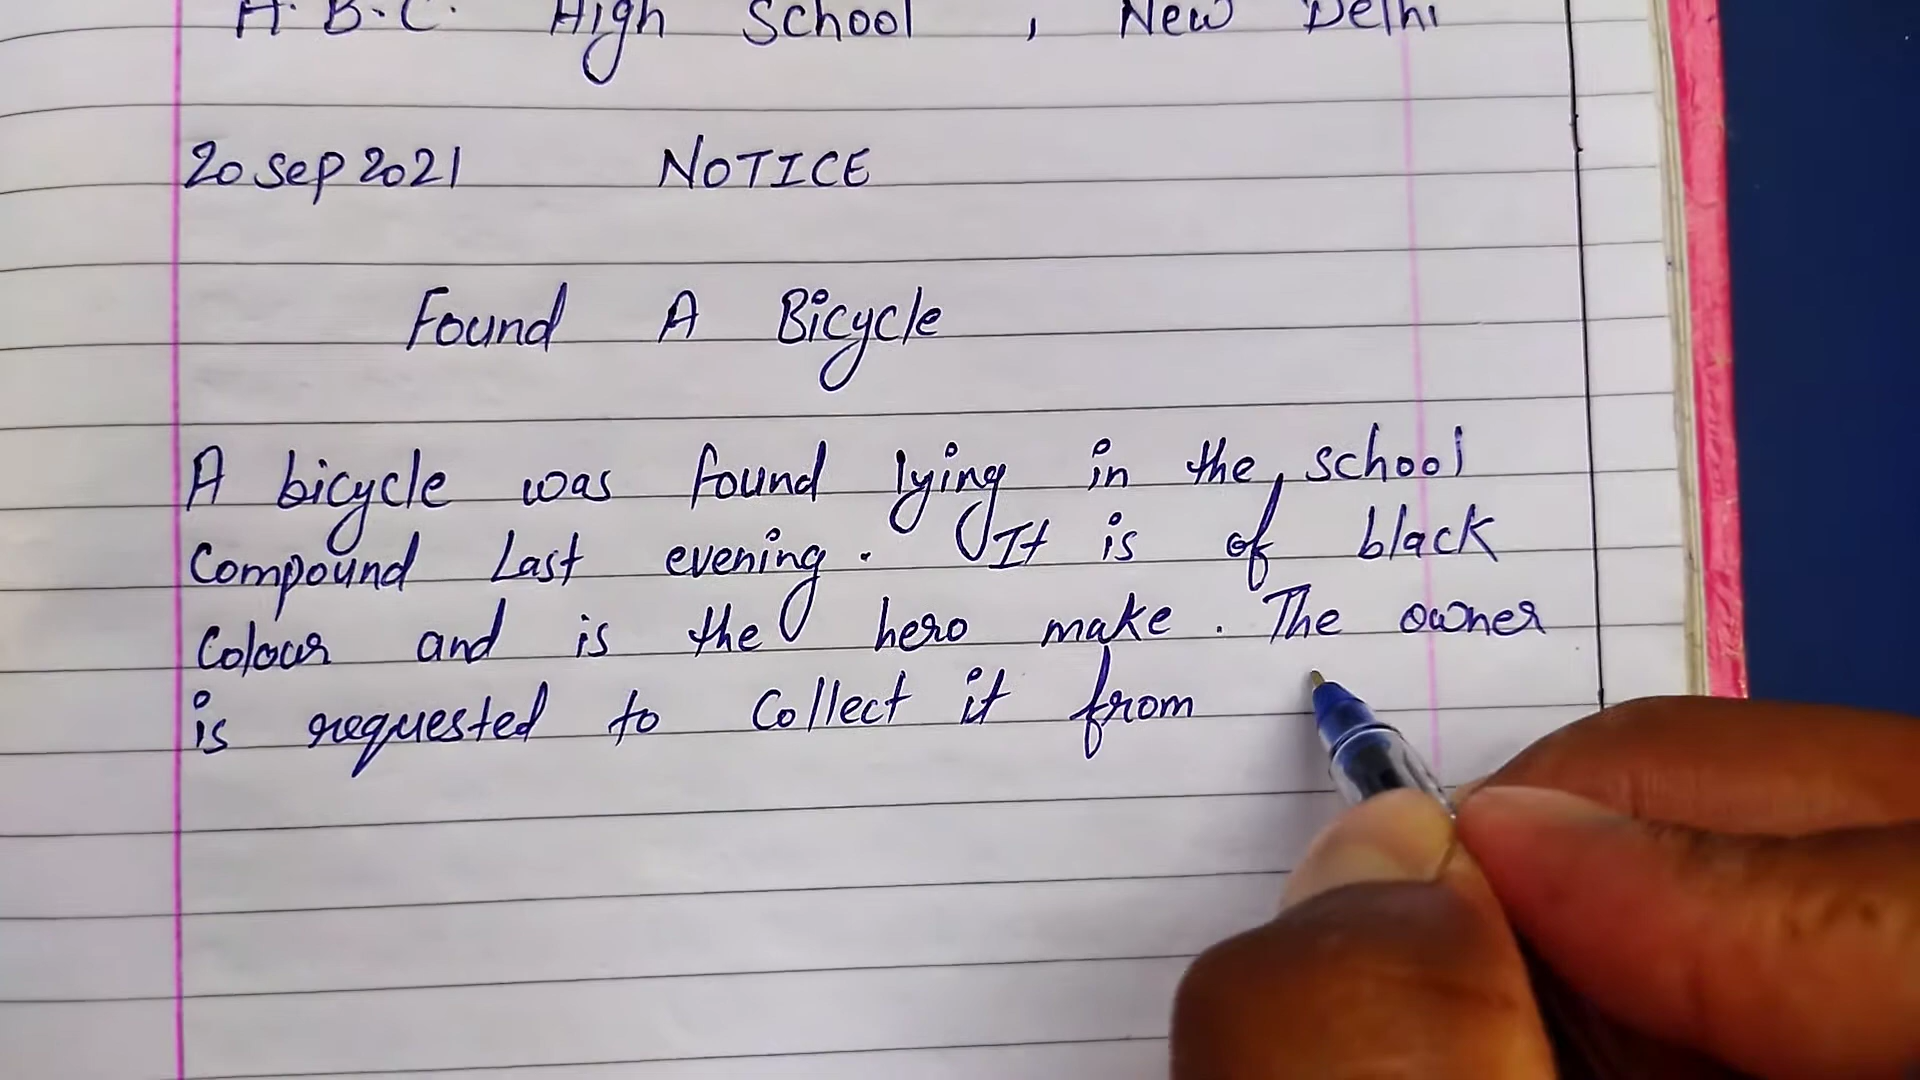 A. B. C. High School , New Delhi
20 Sep 2021 NOTICE
Found A Bicycle
A bicycle was found lying in the school
Compound Last evening. It is of black
Colour and is the hero make. The owner
is requested to Collect it from